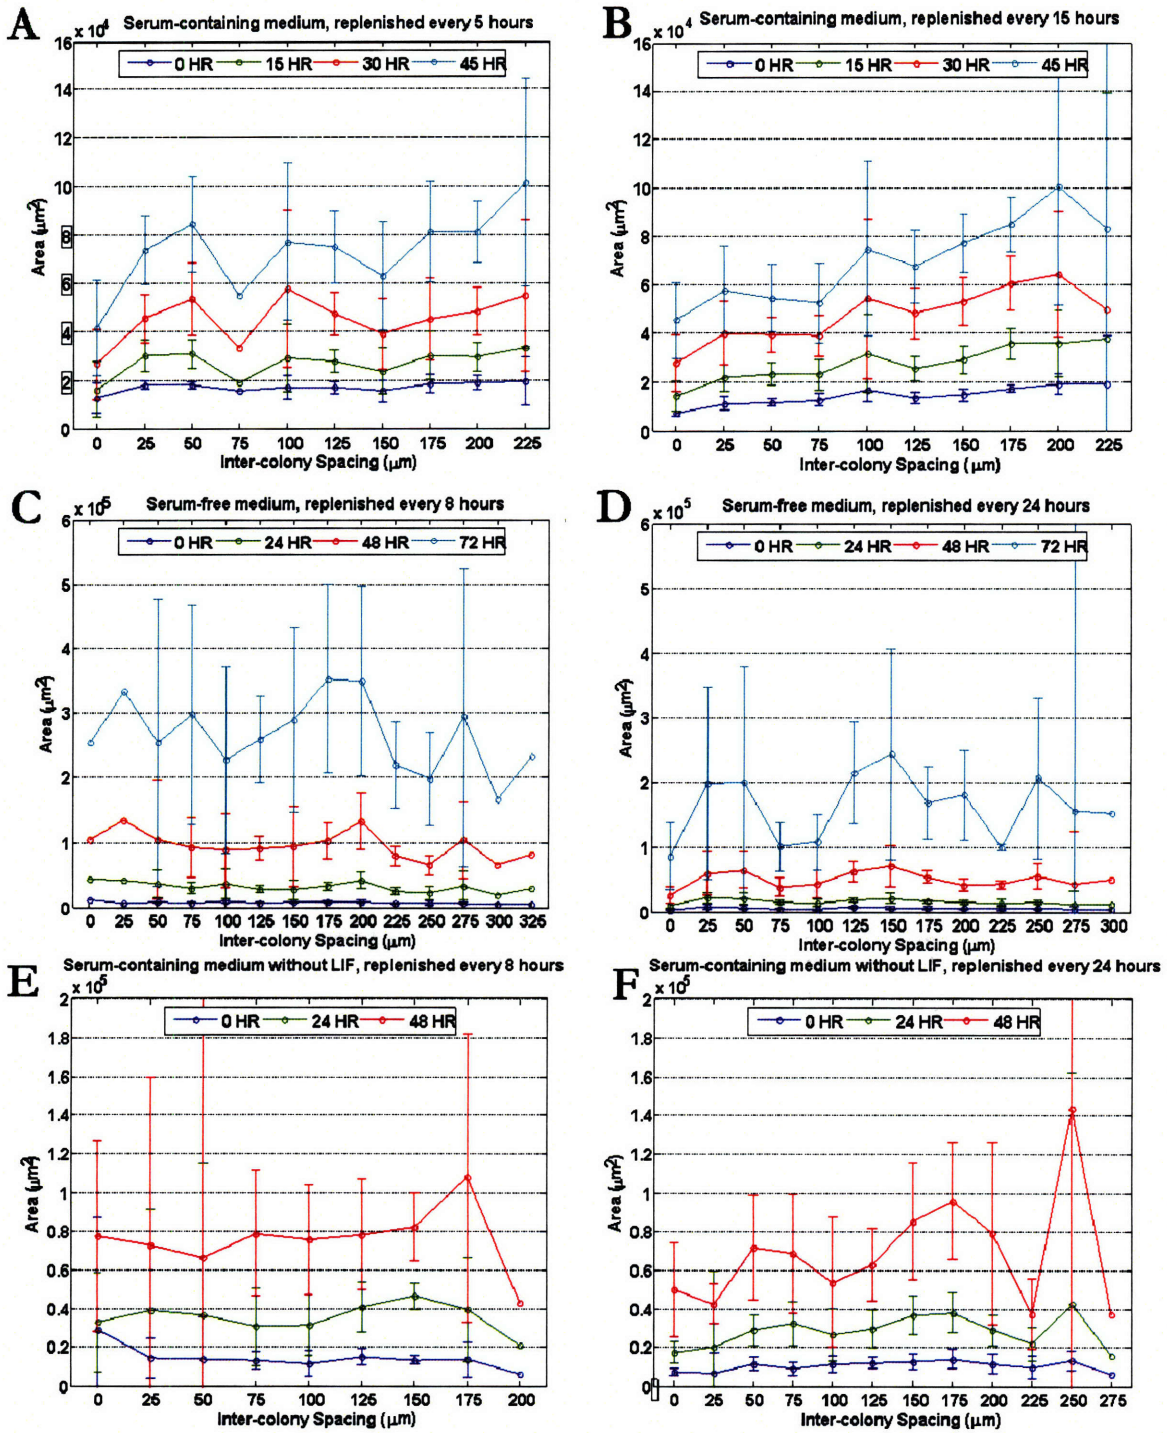 A
Serum-containing medium, replenished every 5 hours
x 10⁴
0 HR 15 HR 30 HR 45 HR
16
14
12
10
8
6
4
2
0
Area (μm²)
0 25 50 75 100 125 150 175 200 225
Inter-colony Spacing (μm)
B
Serum-containing medium, replenished every 15 hours
x 10⁴
0 HR 15 HR 30 HR 45 HR
16
14
12
10
8
6
4
2
0
Area (μm²)
0 25 50 75 100 125 150 175 200 225
Inter-colony Spacing (μm)
C
Serum-free medium, replenished every 8 hours
x 10⁵
0 HR 24 HR 48 HR 72 HR
6
5
4
3
2
1
0
Area (μm²)
0 25 50 75 100 125 150 175 200 225 250 275 300 325
Inter-colony Spacing (μm)
D
Serum-free medium, replenished every 24 hours
x 10⁵
0 HR 24 HR 48 HR 72 HR
6
5
4
3
2
1
0
Area (μm²)
0 25 50 75 100 125 150 175 200 225 250 275 300
Inter-colony Spacing (μm)
E
Serum-containing medium without LIF, replenished every 8 hours
x 10⁵
0 HR 24 HR 48 HR
2
1.8
1.6
1.4
1.2
1
0.8
0.6
0.4
0.2
0
Area (μm²)
0 25 50 75 100 125 150 175 200
Inter-colony Spacing (μm)
F
Serum-containing medium without LIF, replenished every 24 hours
x 10⁵
0 HR 24 HR 48 HR
2
1.8
1.6
1.4
1.2
1
0.8
0.6
0.4
0.2
0
Area (μm²)
0 25 50 75 100 125 150 175 200 225 250 275
Inter-colony Spacing (μm)